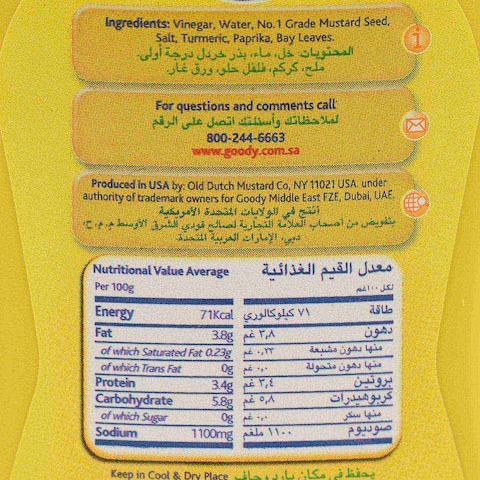 Ingredients: Vinegar, Water, No.1 Grade Mustard Seed,
Salt, Turmeric, Paprika, Bay Leaves.
المحتويات: خل، ماء، بذر خردل درجة أولى،
ملح، كركم، فلفل حلو، ورق غار.
For questions and comments call
لملاحظاتك وأسئلتك اتصل على الرقم
800-244-6663
www.goody.com.sa
Produced in USA by: Old Dutch Mustard Co, NY 11021 USA. under
authority of trademark owners for Goody Middle East FZE, Dubai, UAE.
أنتج في الولايات المتحدة الأمريكية
بتفويض من أصحاب العلامة التجارية لصالح قودي الشرق الأوسط م.م.ح،
دبي، الإمارات العربية المتحدة.
Nutritional Value Average معدل القيم الغذائية
Per 100g لكل ١٠٠غم
Energy 71Kcal ٧١ كيلوكالوري طاقة
Fat 3.8g ٣,٨ غم دهون
of which Saturated Fat 0.23g ٠,٢٣ غم منها دهون مشبعة
of which Trans Fat 0g ٠,٠ غم منها دهون متحولة
Protein 3.4g ٣,٤ غم بروتين
Carbohydrate 5.8g ٥,٨ غم كربوهيدرات
of which Sugar 0g ٠,٠ غم منها سكر
Sodium 1100mg ١١٠٠ ملغم صوديوم
Keep in Cool & Dry Place يحفظ في مكان بارد وجاف